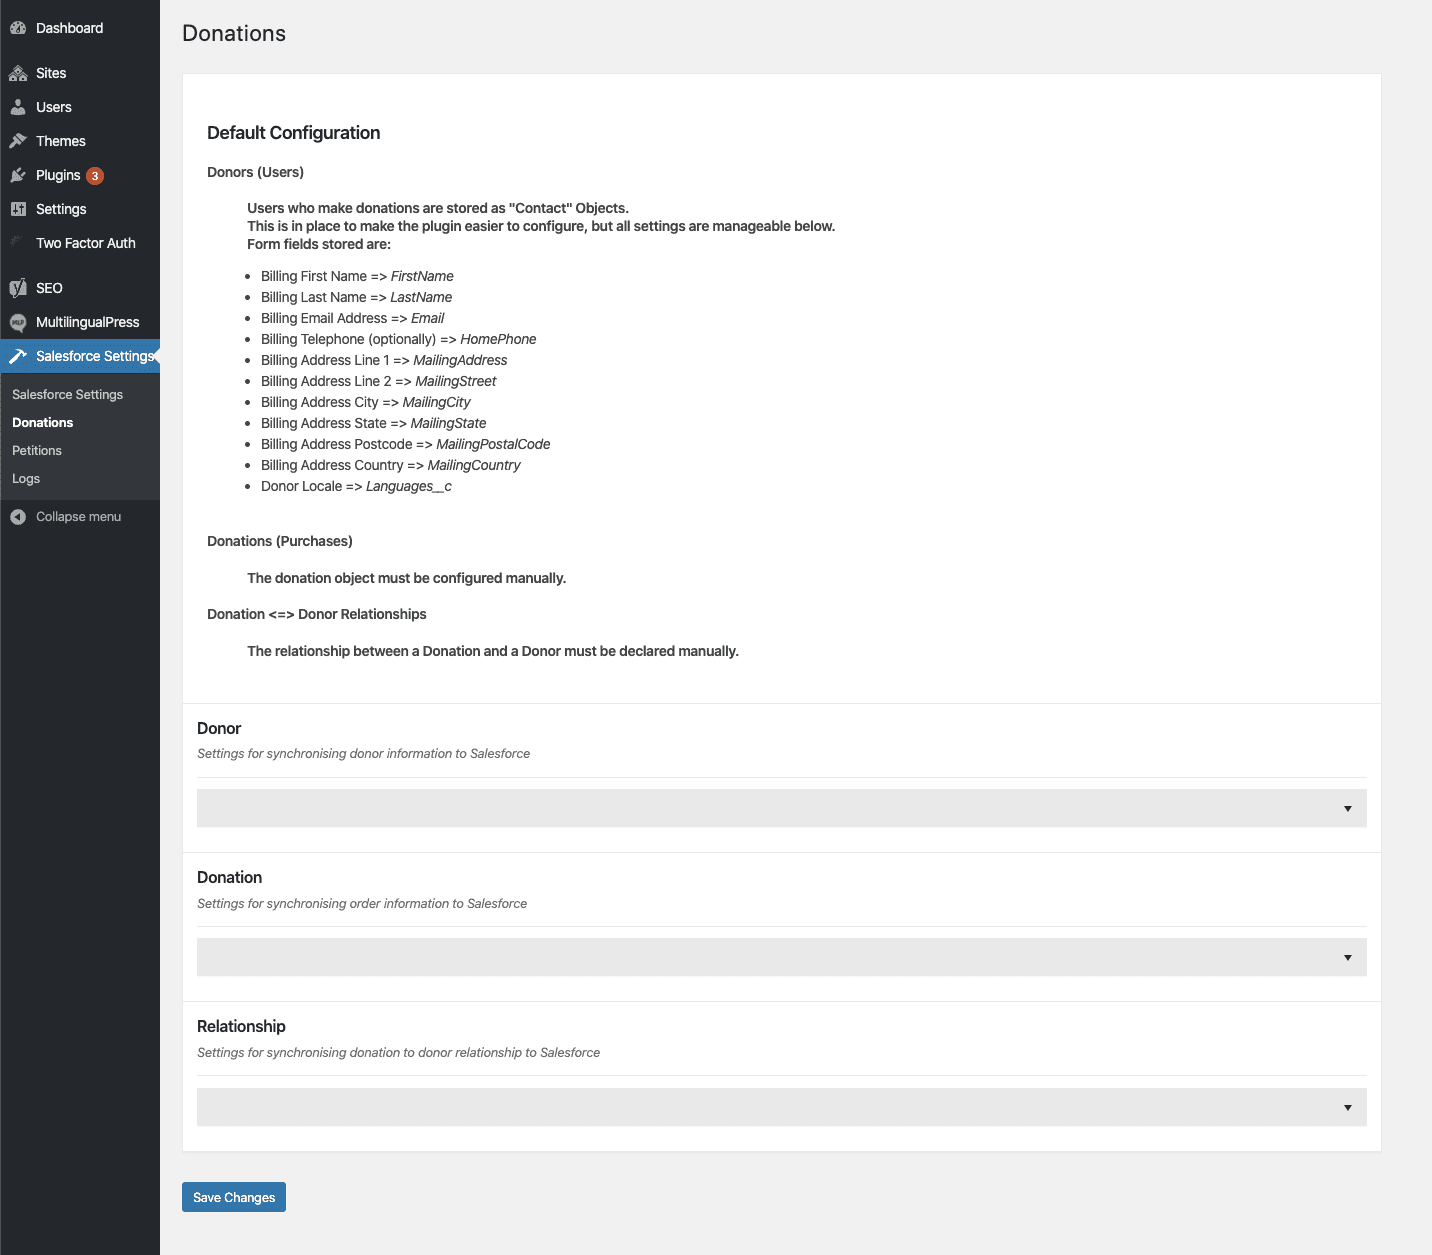 Dashboard
Sites
Users
Themes
Plugins 3
Settings
Two Factor Auth
SEO
MultilingualPress
Salesforce Settings
Salesforce Settings
Donations
Petitions
Logs
Collapse menu
Donations
Default Configuration
Donors (Users)
Users who make donations are stored as "Contact" Objects.
This is in place to make the plugin easier to configure, but all settings are manageable below.
Form fields stored are:
Billing First Name => FirstName
Billing Last Name => LastName
Billing Email Address => Email
Billing Telephone (optionally) => HomePhone
Billing Address Line 1 => MailingAddress
Billing Address Line 2 => MailingStreet
Billing Address City => MailingCity
Billing Address State => MailingState
Billing Address Postcode => MailingPostalCode
Billing Address Country => MailingCountry
Donor Locale => Languages__c
Donations (Purchases)
The donation object must be configured manually.
Donation <=> Donor Relationships
The relationship between a Donation and a Donor must be declared manually.
Donor
Settings for synchronising donor information to Salesforce
Donation
Settings for synchronising order information to Salesforce
Relationship
Settings for synchronising donation to donor relationship to Salesforce
Save Changes